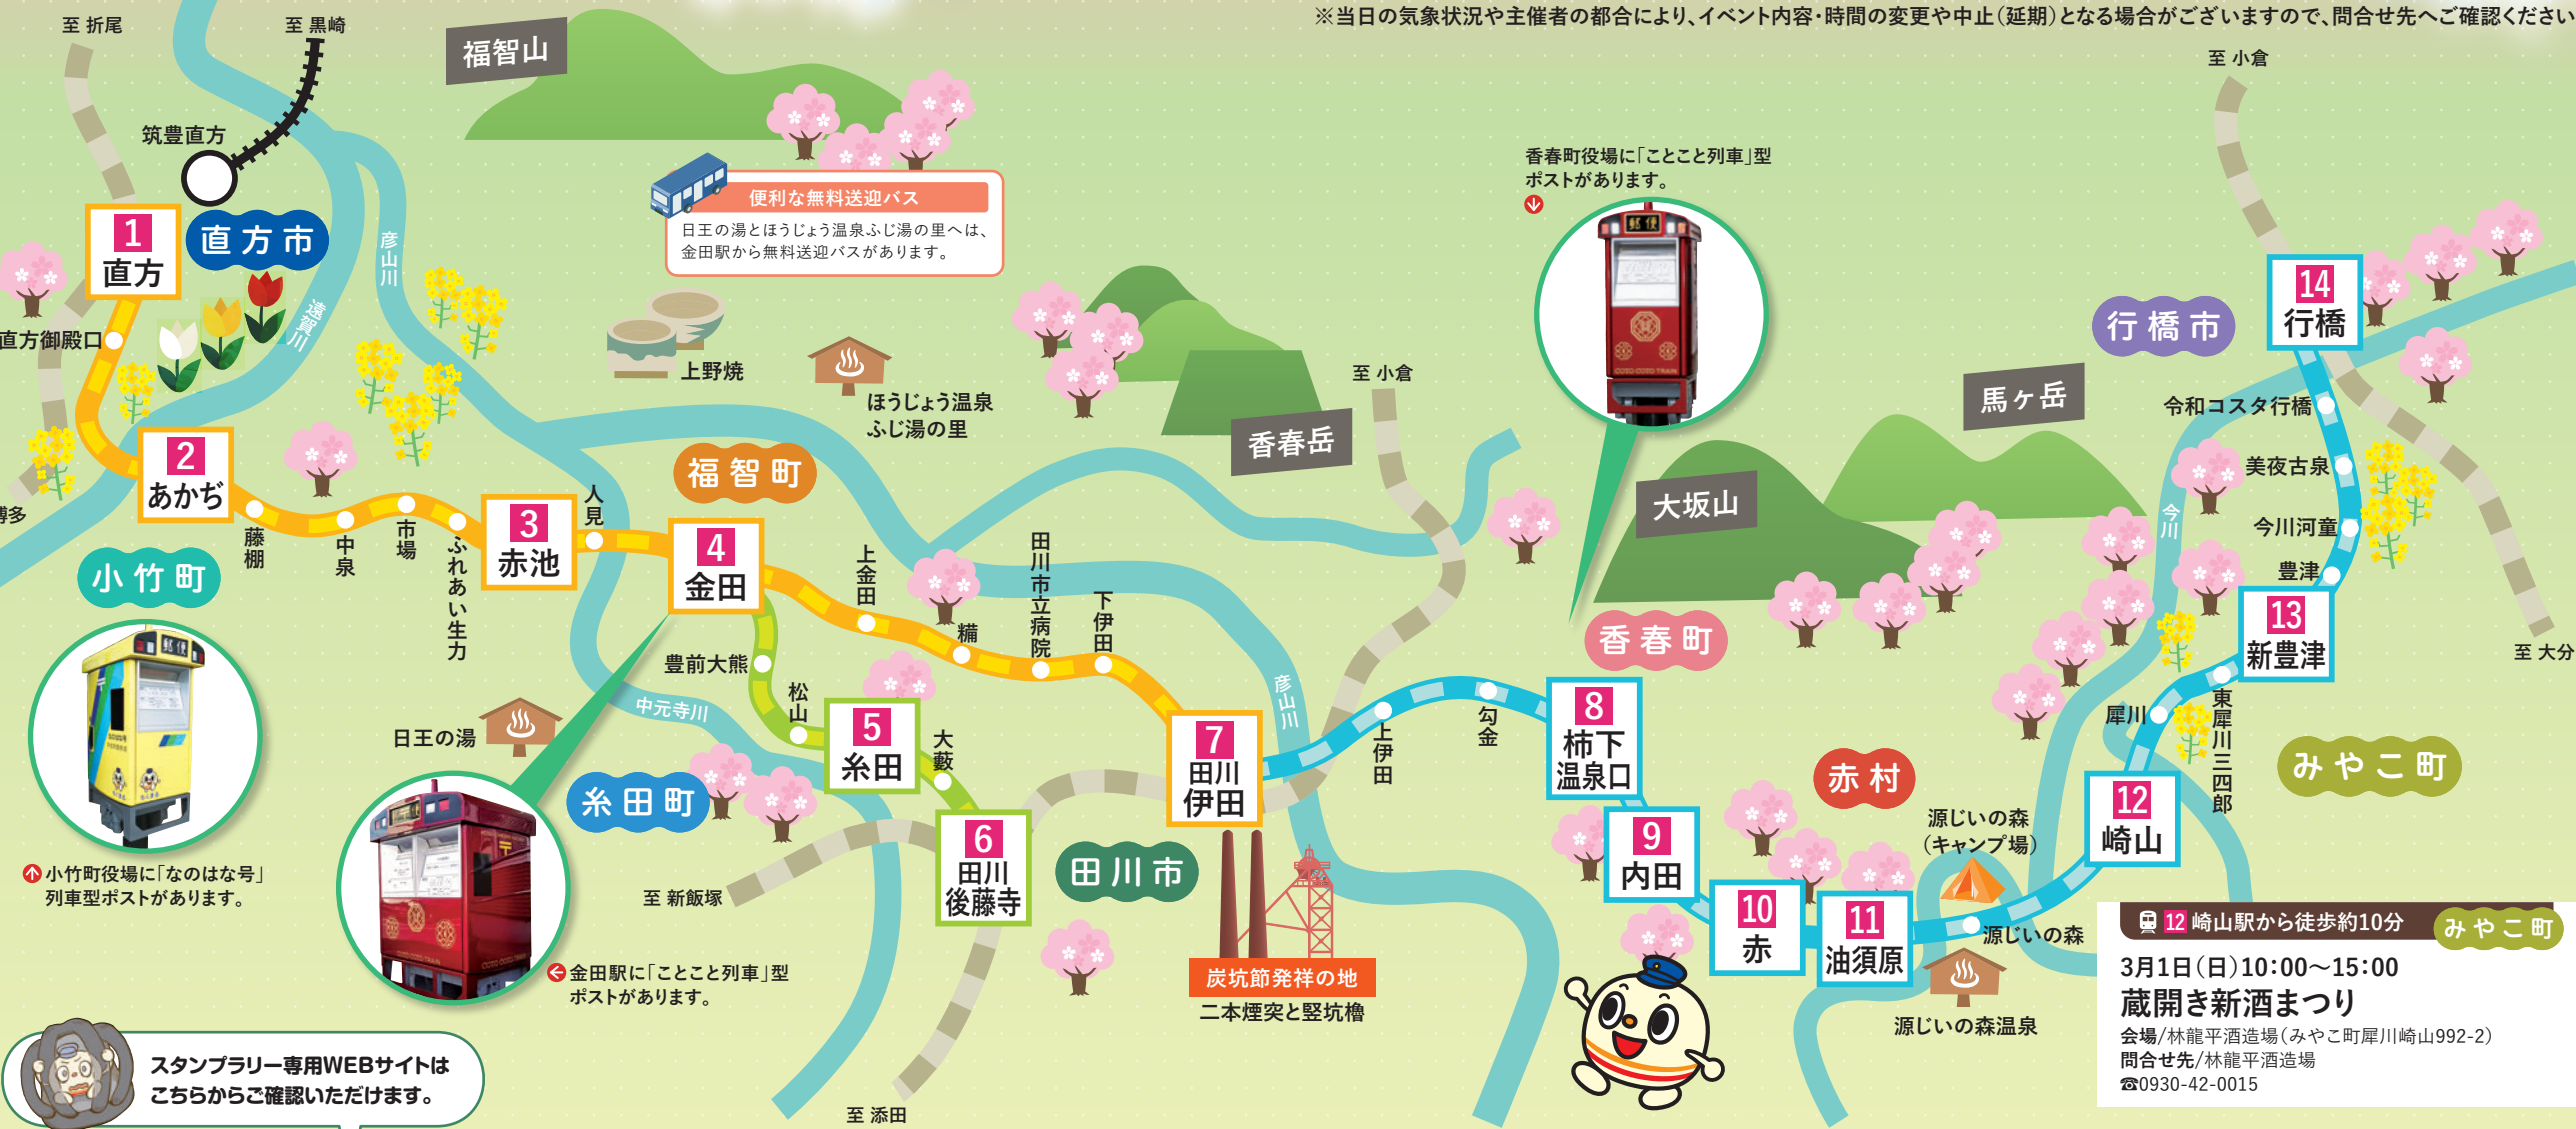 ※当日の気象状況や主催者の都合により、イベント内容・時間の変更や中止(延期)となる場合がございますので、問合せ先へご確認ください
至 折尾
至 黒崎
福智山
至 小倉
筑豊直方
1
直方
直方市
彦山川
遠賀川
直方御殿口
便利な無料送迎バス
日王の湯とほうじょう温泉ふじ湯の里へは、
金田駅から無料送迎バスがあります。
上野焼
ほうじょう温泉
ふじ湯の里
香春町役場に「ことこと列車」型
ポストがあります。
郵便
COTO COTO TRAIN
至 小倉
香春岳
大坂山
馬ヶ岳
行橋市
14
行橋
令和コスタ行橋
美夜古泉
今川河童
豊津
今川
13
新豊津
至 大分
2
あかぢ
藤棚
中泉
市場
ふれあい生力
3
赤池
人見
福智町
4
金田
上金田
糒
田川市立病院
下伊田
小竹町
郵便
小竹町役場に「なのはな号」
列車型ポストがあります。
豊前大熊
松山
中元寺川
日王の湯
5
糸田
糸田町
大藪
6
田川
後藤寺
至 新飯塚
COTO COTO TRAIN
金田駅に「ことこと列車」型
ポストがあります。
田川市
7
田川
伊田
彦山川
炭坑節発祥の地
二本煙突と竪坑櫓
至 添田
上伊田
勾金
香春町
8
柿下
温泉口
9
内田
10
赤
赤村
11
油須原
源じいの森
(キャンプ場)
源じいの森
源じいの森温泉
12
崎山
犀川
東犀川三四郎
みやこ町
12 崎山駅から徒歩約10分
みやこ町
3月1日(日)10:00〜15:00
蔵開き新酒まつり
会場/林龍平酒造場(みやこ町犀川崎山992-2)
問合せ先/林龍平酒造場
☎0930-42-0015
スタンプラリー専用WEBサイトは
こちらからご確認いただけます。